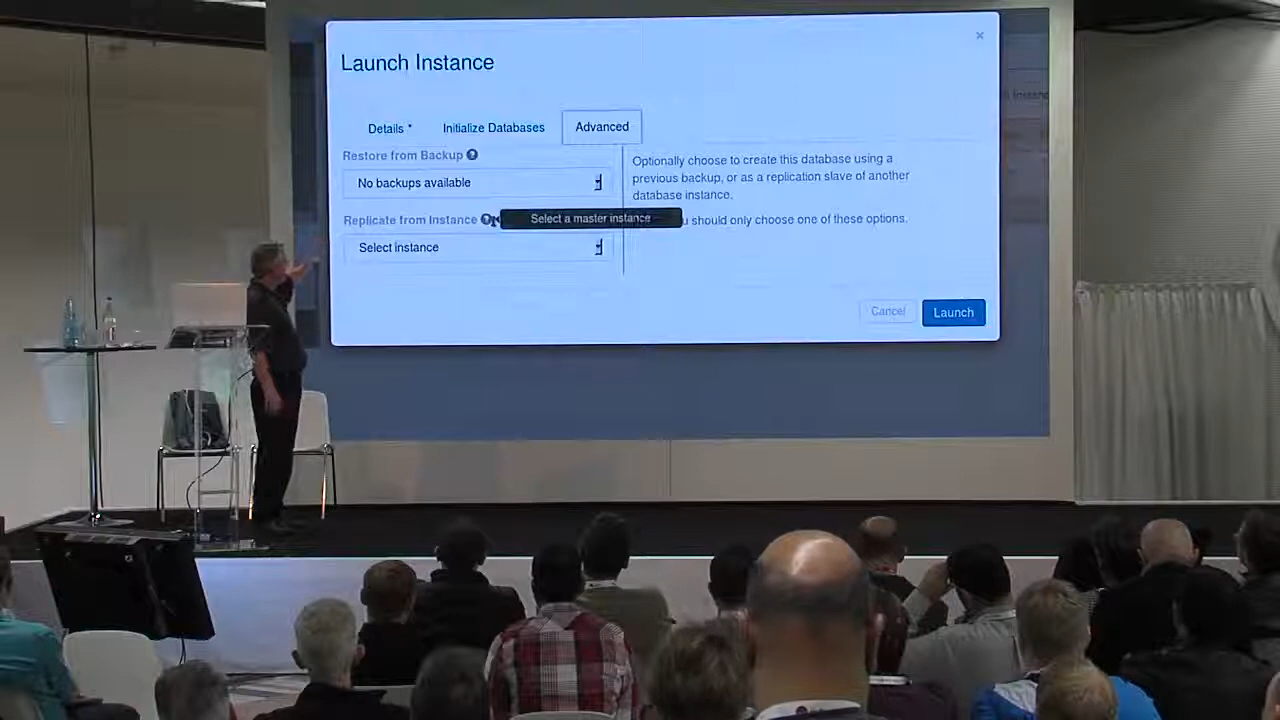 ×
Launch Instance
Details *
Initialize Databases
Advanced
Restore from Backup ?
No backups available
Replicate from Instance
Select a master instance
Select instance
Optionally choose to create this database using a
previous backup, or as a replication slave of another
database instance.
should only choose one of these options.
Cancel
Launch